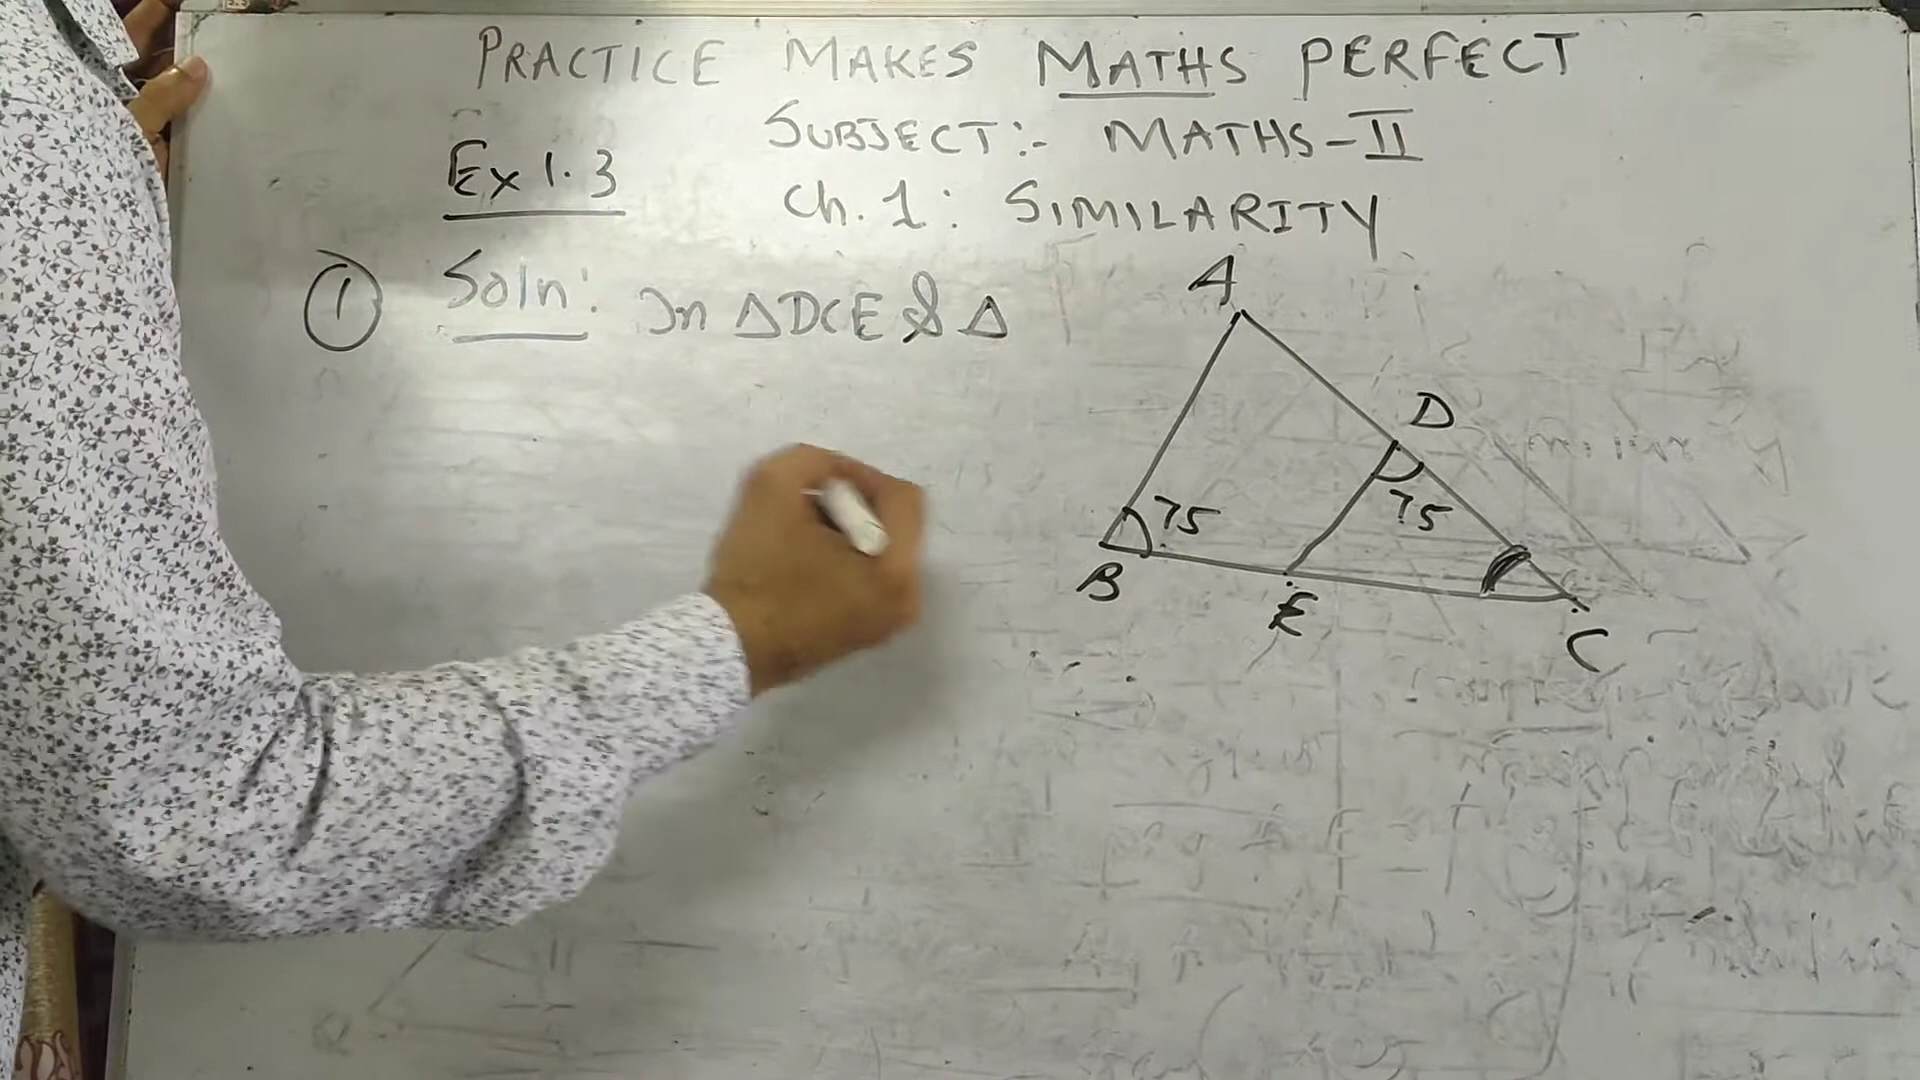 PRACTICE MAKES MATHS PERFECT
SUBJECT:- MATHS-II
Ex 1.3
Ch. 1: SIMILARITY
① Soln: In ΔDCE & Δ
A
D
75
75
B
E
C